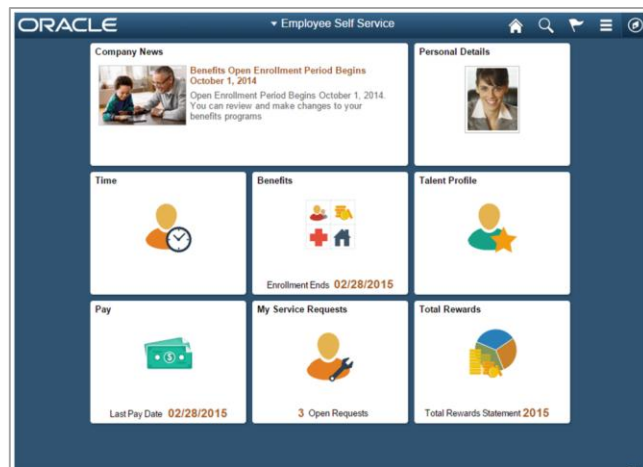 ORACLE
Employee Self Service
Company News
Benefits Open Enrollment Period Begins
October 1, 2014
Open Enrollment Period Begins October 1, 2014.
You can review and make changes to your
benefits programs
Personal Details
Time
Benefits
Enrollment Ends 02/28/2015
Talent Profile
Pay
Last Pay Date 02/28/2015
My Service Requests
3 Open Requests
Total Rewards
Total Rewards Statement 2015